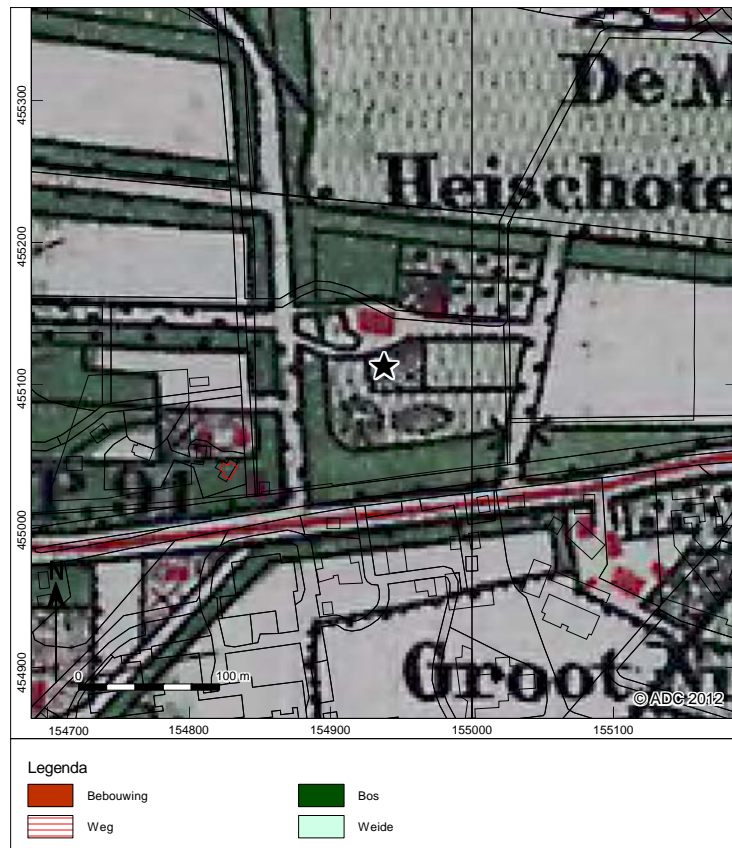 455300
455200
455100
455000
454900
De M
Heischote
Groot
N
0
100 m
© ADC 2012
154700
154800
154900
155000
155100
Legenda
Bebouwing
Bos
Weg
Weide